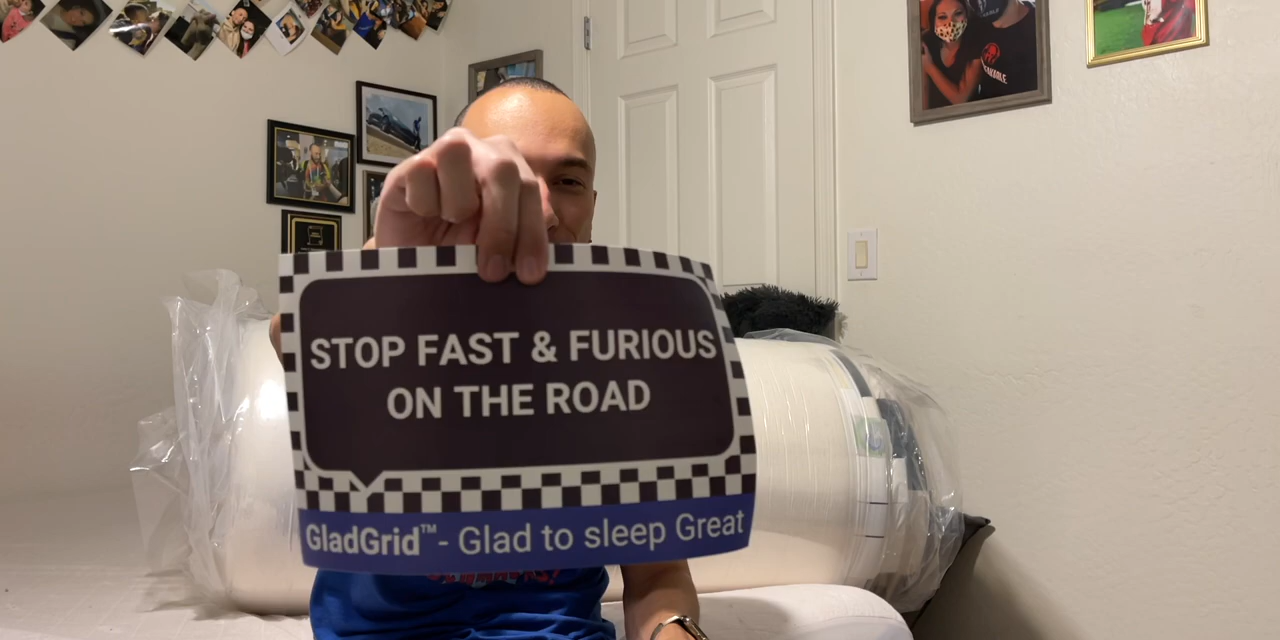 STOP FAST & FURIOUS
ON THE ROAD
GladGrid™- Glad to sleep Great